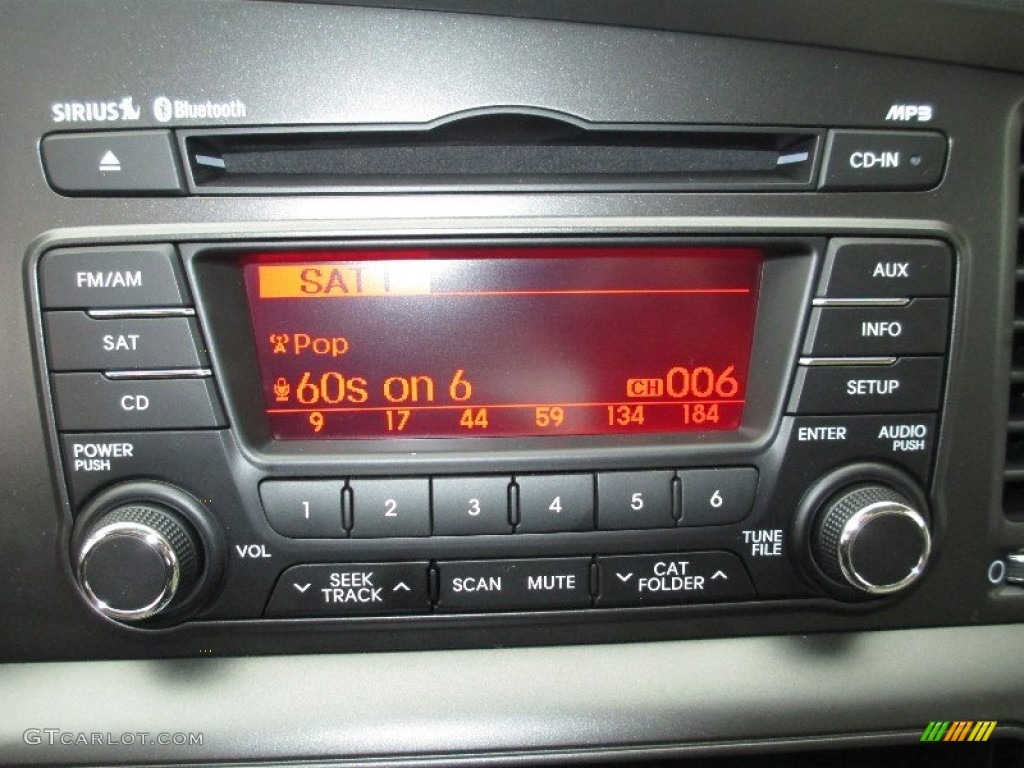 SIRIUS Bluetooth MP3
CD-IN
FM/AM
SAT
CD
SAT 1
Pop
60s on 6 CH 006
9 17 44 59 134 184
AUX
INFO
SETUP
POWER
PUSH
ENTER
AUDIO
PUSH
1 2 3 4 5 6
VOL
TUNE
FILE
SEEK
TRACK
SCAN MUTE
CAT
FOLDER
0
GTCARLOT.COM